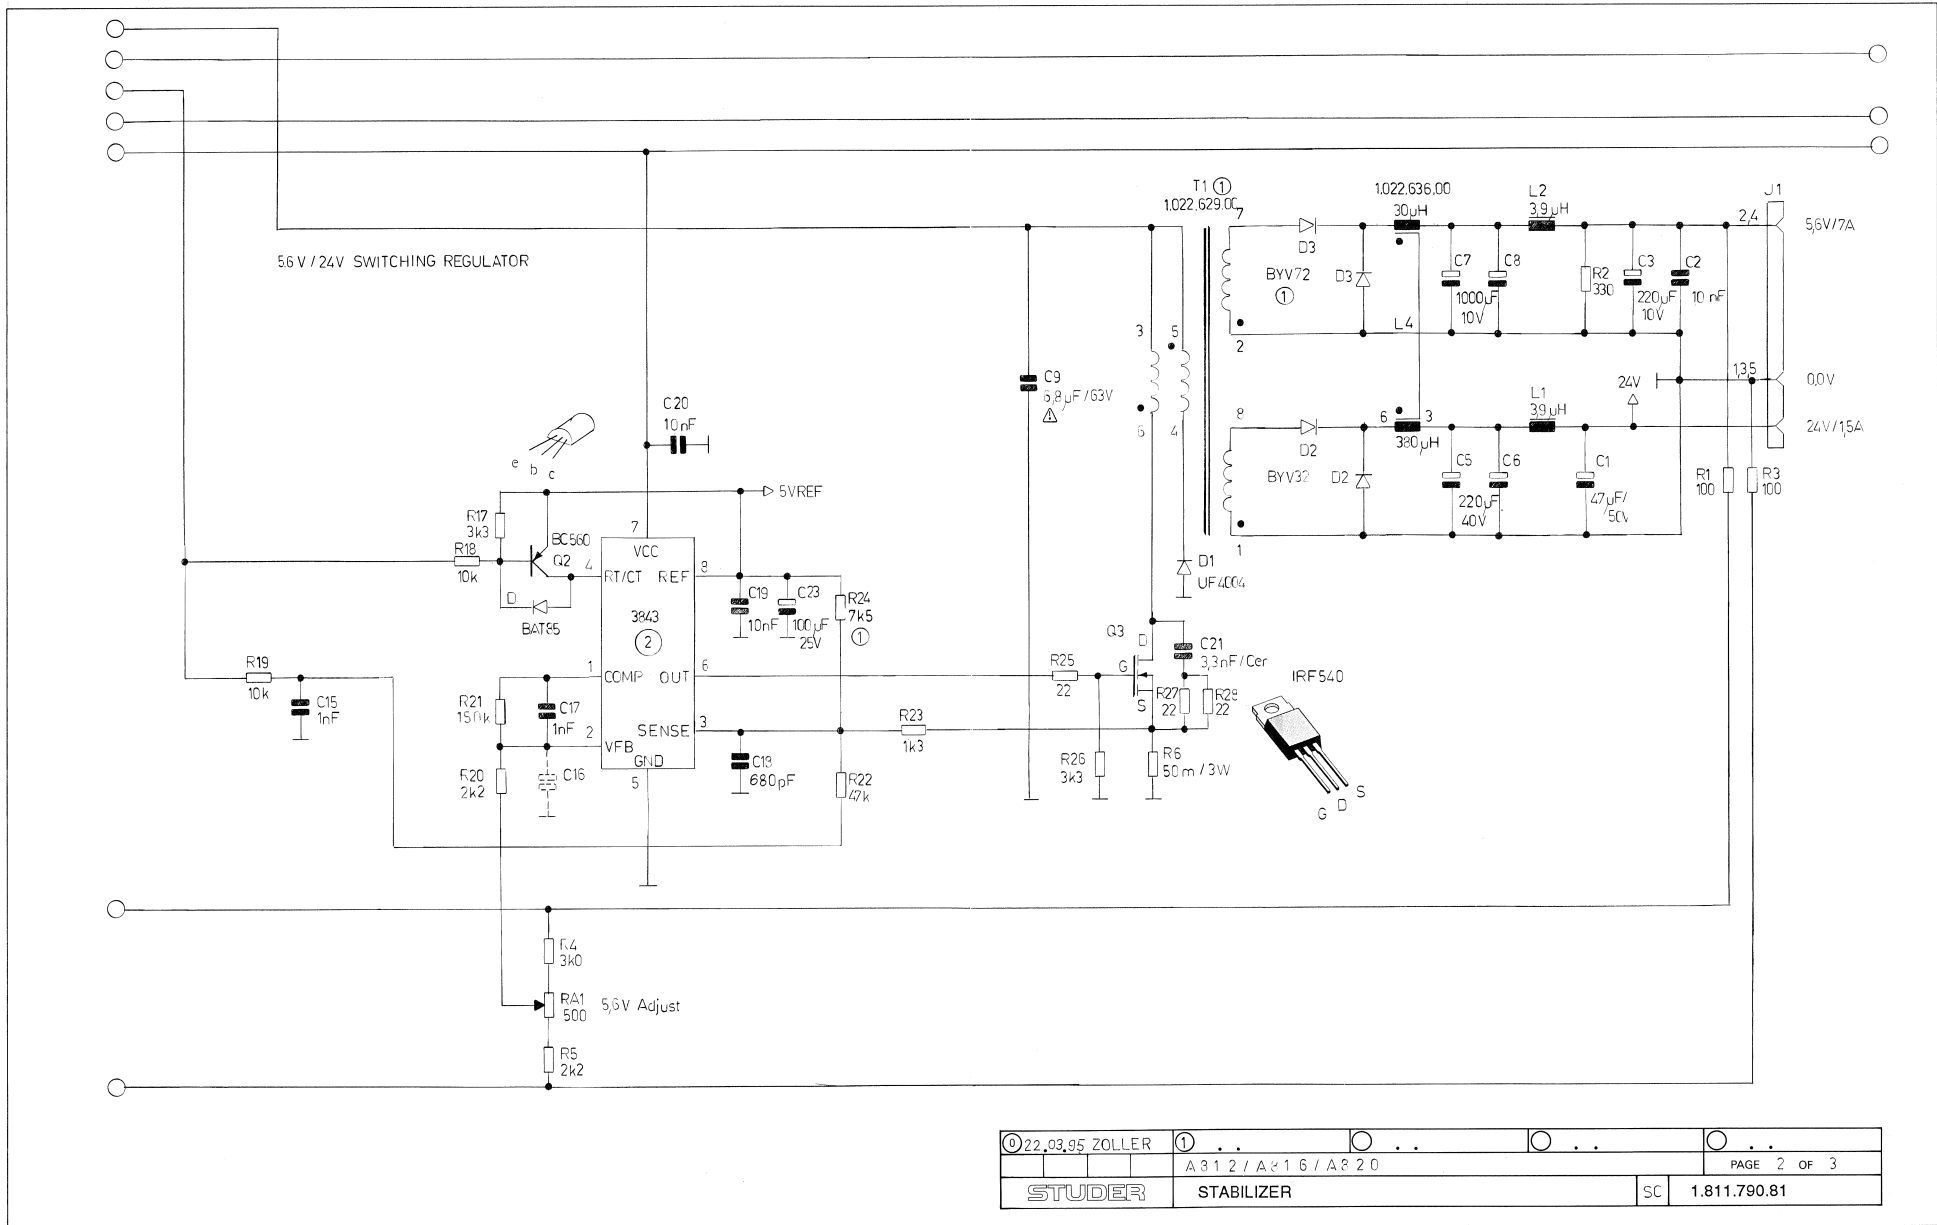 T1 ①
1.022.629.00
1.022.636.00
30µH
L2
3,9µH
J1
7
2,4
5,6V/7A
D3
5,6 V / 24V SWITCHING REGULATOR
BYV72
①
D3
C7
1000µF
10V
C8
R2
330
C3
220µF
10V
C2
10 nF
L4
3
5
2
C9
6,8µF/63V
24V
1,3,5
0,0V
6
4
8
6
3
380µH
L1
3,9µH
24V/1,5A
C20
10nF
e b c
D2
BYV32
D2
C5
220µF
40V
C6
C1
47µF/
50V
R1
100
R3
100
5VREF
R17
3k3
R18
10k
BC560
Q2
7
VCC
4
RT/CT
REF
8
1
D1
UF4004
D
BAT85
3843
②
C19
10nF
C23
100µF
25V
R24
7k5
①
Q3
D
G
S
C21
3,3nF/Cer
IRF540
R19
10k
C15
1nF
1
COMP
OUT
6
R25
22
R27
22
R28
22
R21
150k
C17
1nF
2
VFB
SENSE
3
GND
5
R23
1k3
R20
2k2
C16
C18
680pF
R22
47k
R26
3k3
R6
50m/3W
G D S
R4
3k0
RA1
500
5,6V Adjust
R5
2k2
⓪ 22.03.95 ZOLLER
① . .
A812/A816/A820
PAGE 2 OF 3
STUDER
STABILIZER
SC
1.811.790.81